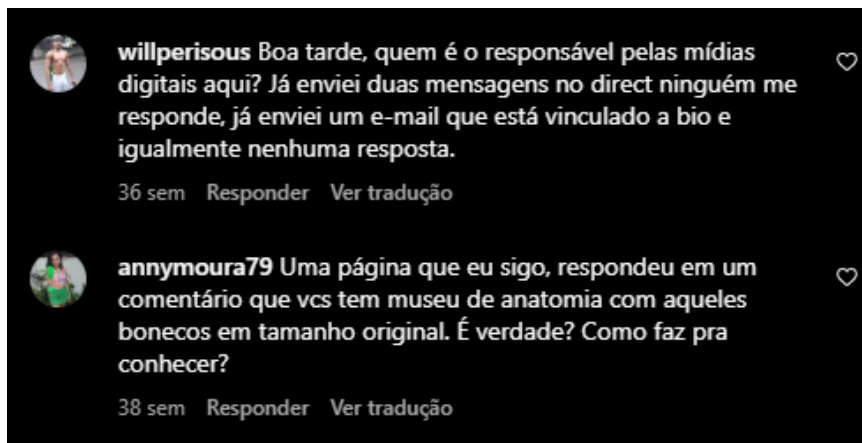 willperisous Boa tarde, quem é o responsável pelas mídias
digitais aqui? Já enviei duas mensagens no direct ninguém me
responde, já enviei um e-mail que está vinculado a bio e
igualmente nenhuma resposta.
36 sem Responder Ver tradução
annymoura79 Uma página que eu sigo, respondeu em um
comentário que vcs tem museu de anatomia com aqueles
bonecos em tamanho original. É verdade? Como faz pra
conhecer?
38 sem Responder Ver tradução